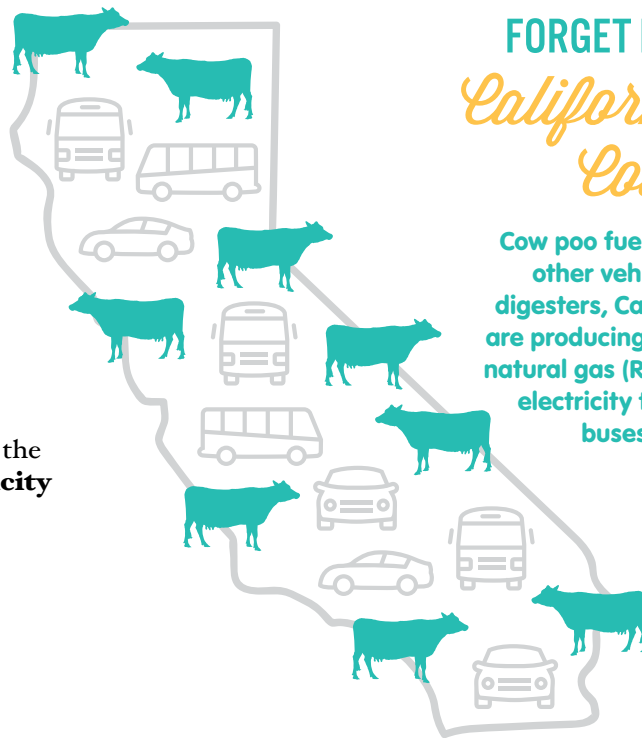 FORGET
Califor
Co
Cow poo fue
other veh
digesters, Ca
are producing
natural gas (R
electricity
buses
the
city